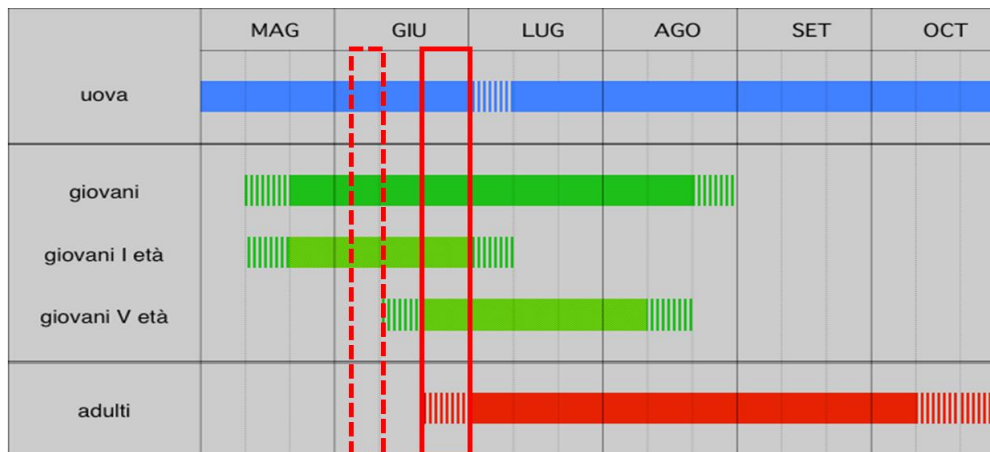 MAG GIU LUG AGO SET OCT
uova
giovani
giovani I età
giovani V età
adulti